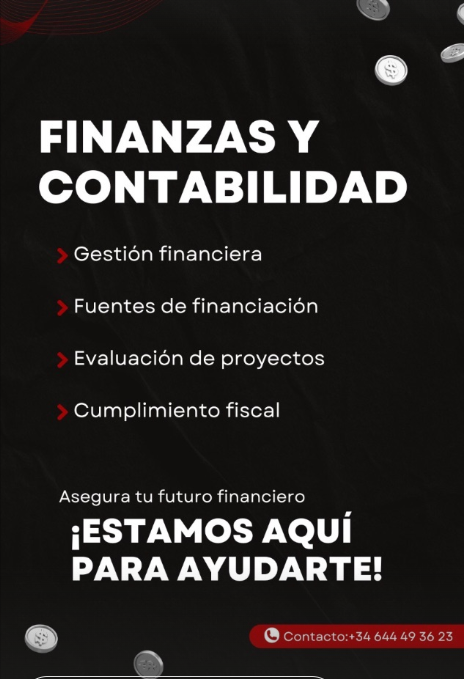 FINANZAS Y
CONTABILIDAD
Gestión financiera
Fuentes de financiación
Evaluación de proyectos
Cumplimiento fiscal
Asegura tu futuro financiero
¡ESTAMOS AQUÍ
PARA AYUDARTE!
Contacto:+34 644 49 36 23